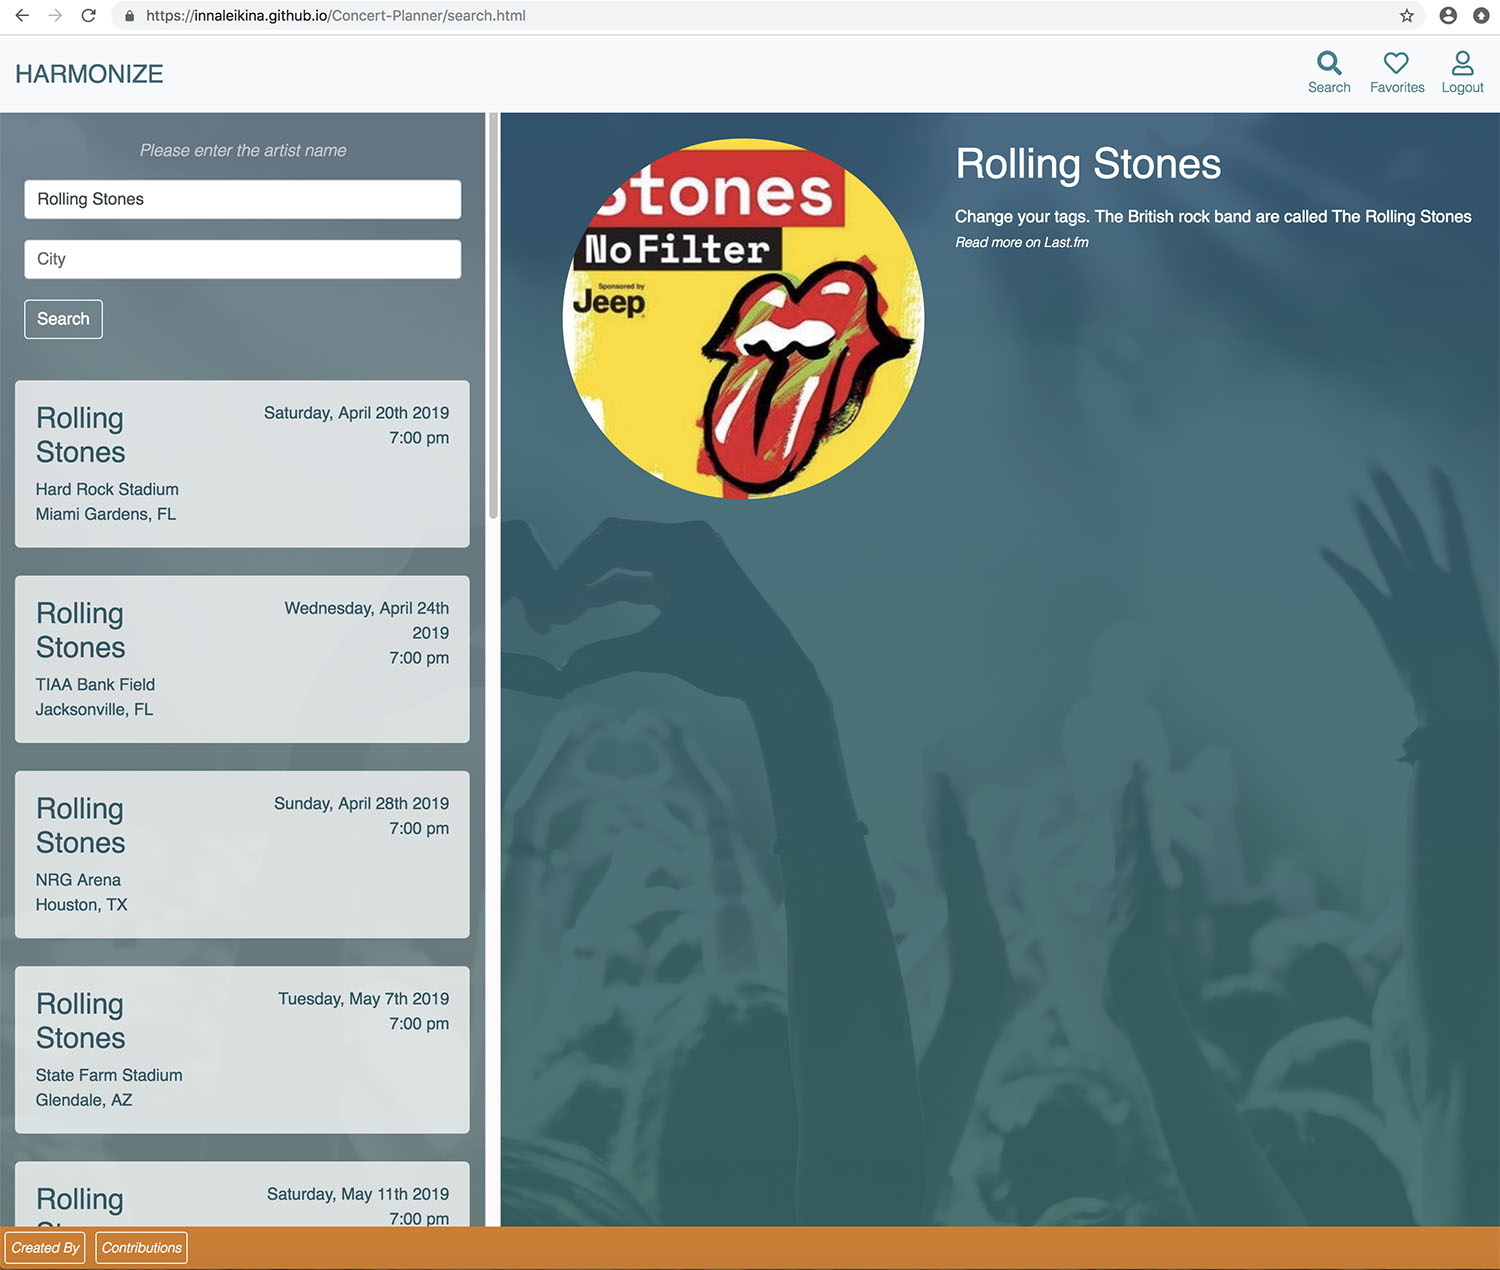 https://innaleikina.github.io/Concert-Planner/search.html
HARMONIZE
Search
Favorites
Logout
Please enter the artist name
Rolling Stones
City
Search
Rolling
Stones
Saturday, April 20th 2019
7:00 pm
Hard Rock Stadium
Miami Gardens, FL
Rolling
Stones
Wednesday, April 24th
2019
7:00 pm
TIAA Bank Field
Jacksonville, FL
Rolling
Stones
Sunday, April 28th 2019
7:00 pm
NRG Arena
Houston, TX
Rolling
Stones
Tuesday, May 7th 2019
7:00 pm
State Farm Stadium
Glendale, AZ
Rolling
Saturday, May 11th 2019
7:00 pm
Stones
No Filter
Sponsored by
Jeep
Rolling Stones
Change your tags. The British rock band are called The Rolling Stones
Read more on Last.fm
Created By
Contributions